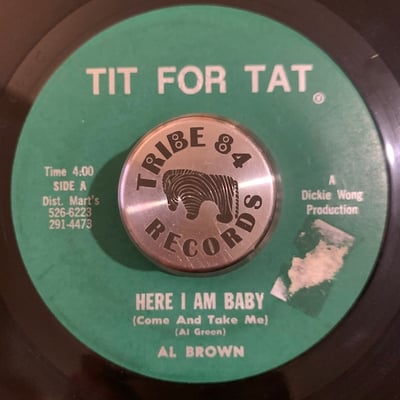 TIT FOR TAT®
Time 4:00
SIDE A
Dist. Mart's
526-6223
291-4473
TRIBE 84
RECORDS
A
Dickie Wong
Production
HERE I AM BABY
(Come And Take Me)
(Al Green)
AL BROWN